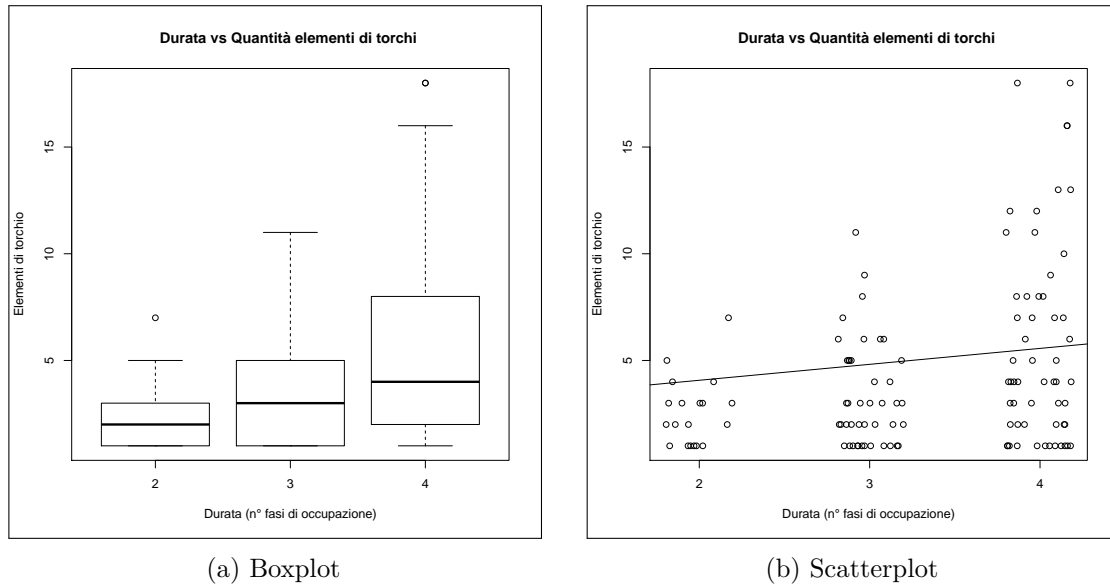 Durata vs Quantità elementi di torchi
15
10
5
Elementi di torchio
2 3 4
Durata (n° fasi di occupazione)
(a) Boxplot
Durata vs Quantità elementi di torchi
15
10
5
Elementi di torchio
2 3 4
Durata (n° fasi di occupazione)
(b) Scatterplot